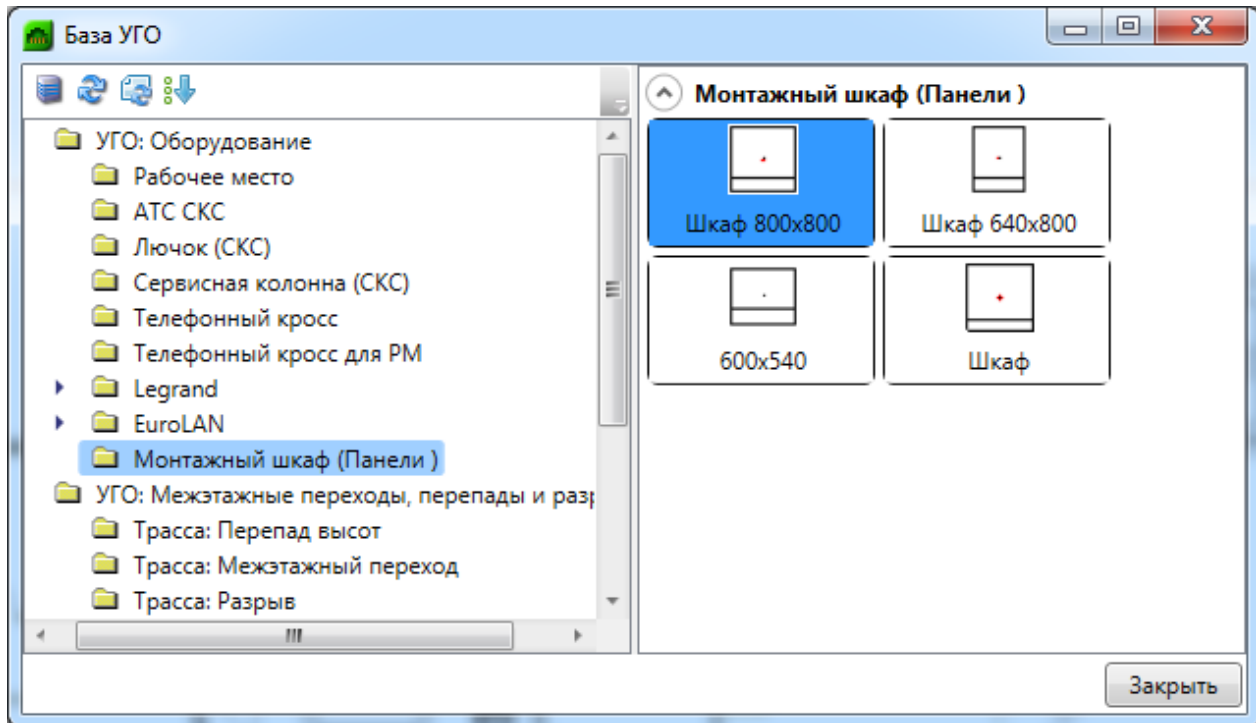 База УГО
УГО: Оборудование
Рабочее место
АТС СКС
Лючок (СКС)
Сервисная колонна (СКС)
Телефонный кросс
Телефонный кросс для РМ
Legrand
EuroLAN
Монтажный шкаф (Панели )
УГО: Межэтажные переходы, перепады и
Трасса: Перепад высот
Трасса: Межэтажный переход
Трасса: Разрыв
Монтажный шкаф (Панели )
Шкаф 800x800
Шкаф 640x800
600x540
Шкаф
Закрыть